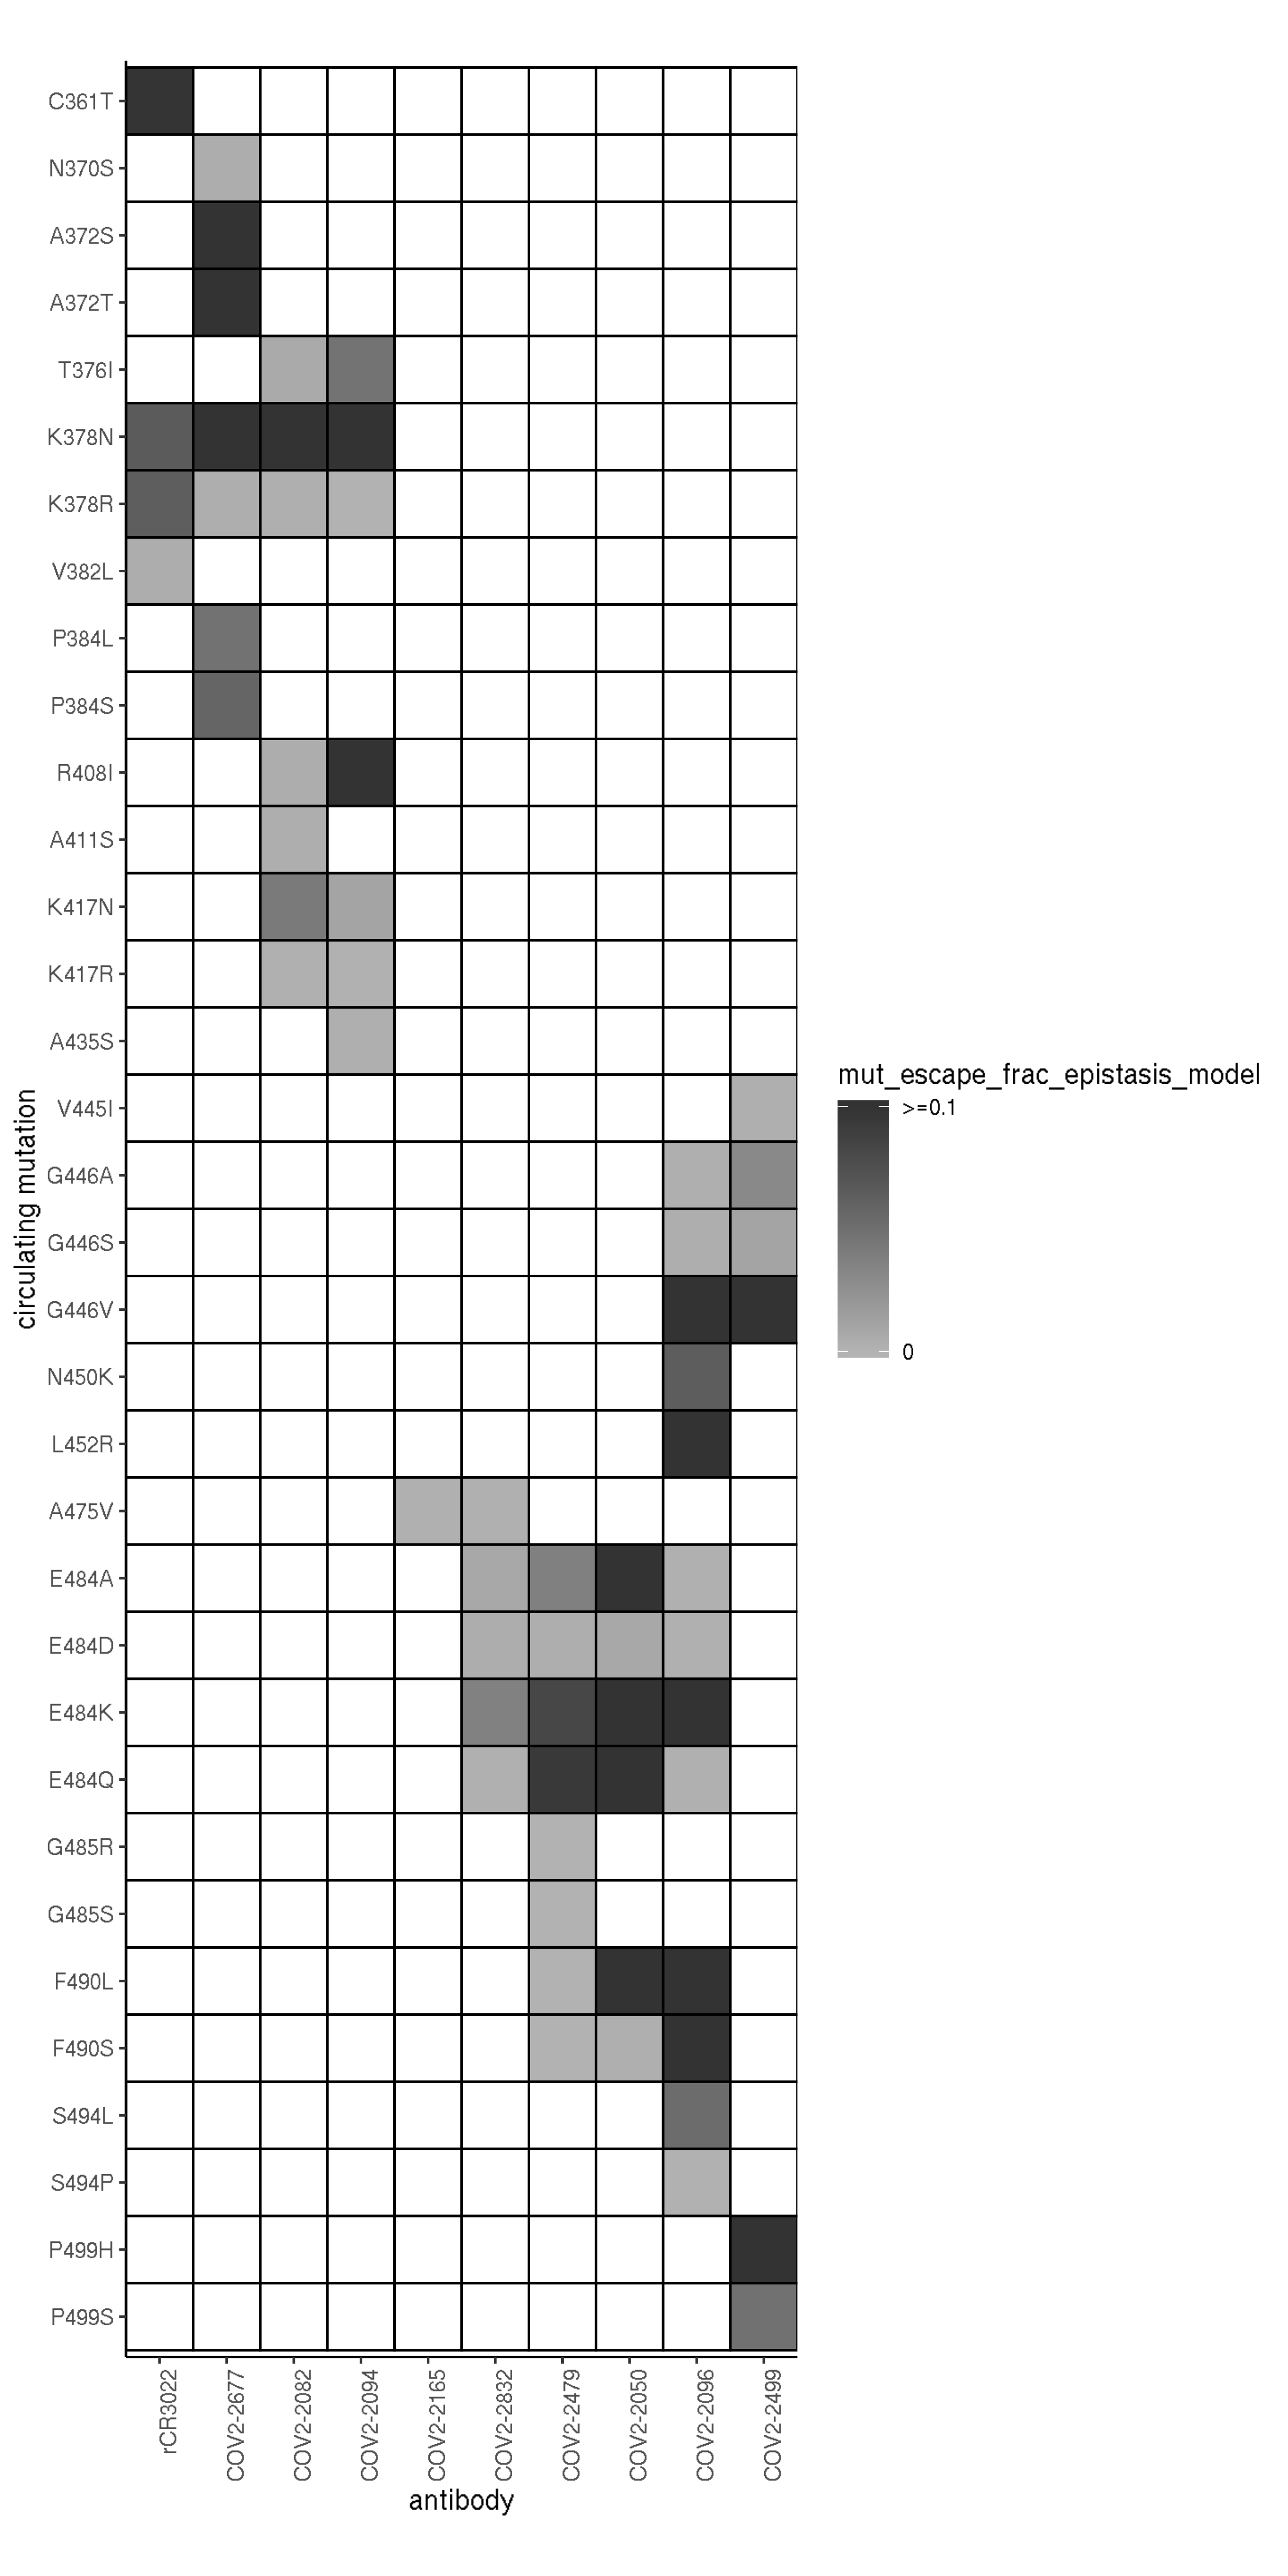 C361T
N370S
A372S
A372T
T376I
K378N
K378R
V382L
P384L
P384S
R408I
A411S
K417N
K417R
A435S
V445I
G446A
G446S
G446V
N450K
L452R
A475V
E484A
E484D
E484K
E484Q
G485R
G485S
F490L
F490S
S494L
S494P
P499H
P499S
circulating mutation
rCR3022
COV2-2677
COV2-2082
COV2-2094
COV2-2165
COV2-2832
COV2-2479
COV2-2050
COV2-2096
COV2-2499
antibody
mut_escape_frac_epistasis_model
>=0.1
0